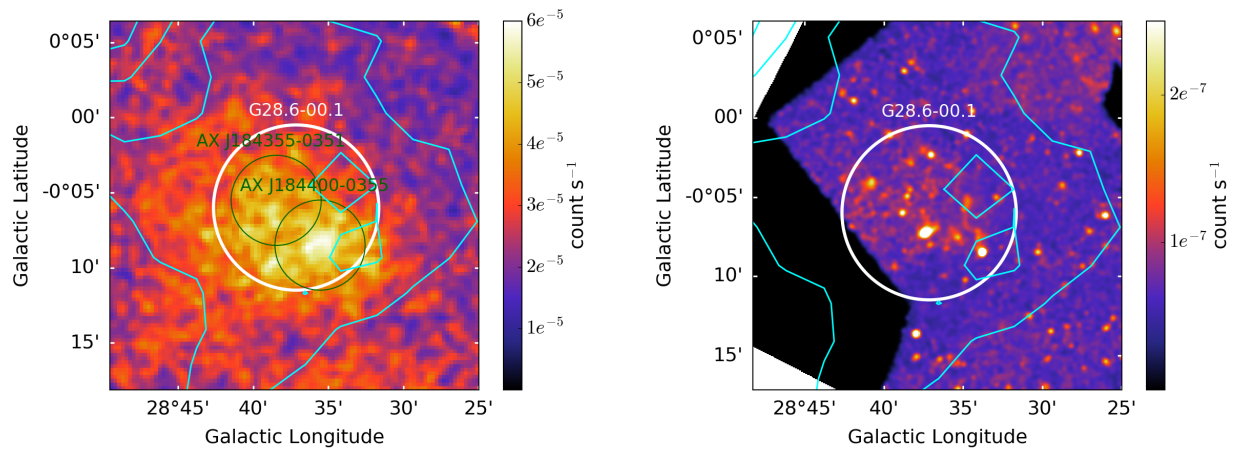 0°05'
00'
-0°05'
10'
15'
Galactic Latitude
28°45'
40'
35'
30'
25'
Galactic Longitude
G28.6-00.1
AX J184355-0351
AX J184400-0355
6e⁻⁵
5e⁻⁵
4e⁻⁵
3e⁻⁵
2e⁻⁵
1e⁻⁵
count s⁻¹
0°05'
00'
-0°05'
10'
15'
Galactic Latitude
28°45'
40'
35'
30'
25'
Galactic Longitude
G28.6-00.1
2e⁻⁷
1e⁻⁷
count s⁻¹